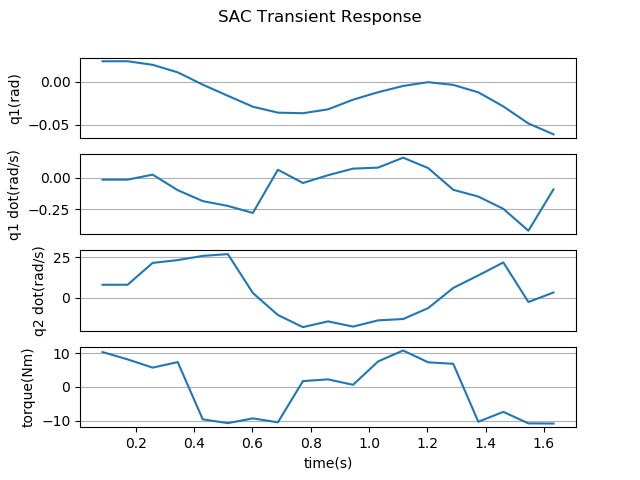 SAC Transient Response
q1(rad)
0.00
−0.05
q1 dot(rad/s)
0.00
−0.25
q2 dot(rad/s)
25
0
torque(Nm)
10
0
−10
0.2 0.4 0.6 0.8 1.0 1.2 1.4 1.6
time(s)